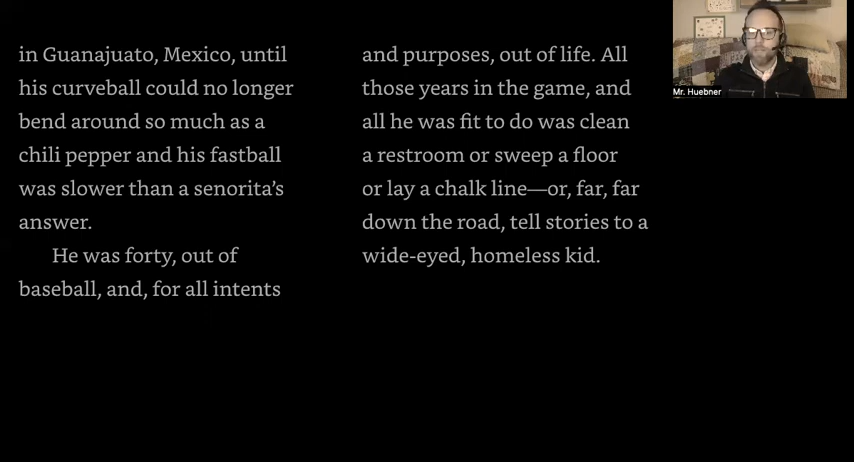 in Guanajuato, Mexico, until
his curveball could no longer
bend around so much as a
chili pepper and his fastball
was slower than a senorita’s
answer.
He was forty, out of
baseball, and, for all intents
and purposes, out of life. All
those years in the game, and
all he was fit to do was clean
a restroom or sweep a floor
or lay a chalk line—or, far, far
down the road, tell stories to a
wide-eyed, homeless kid.
Mr. Huebner